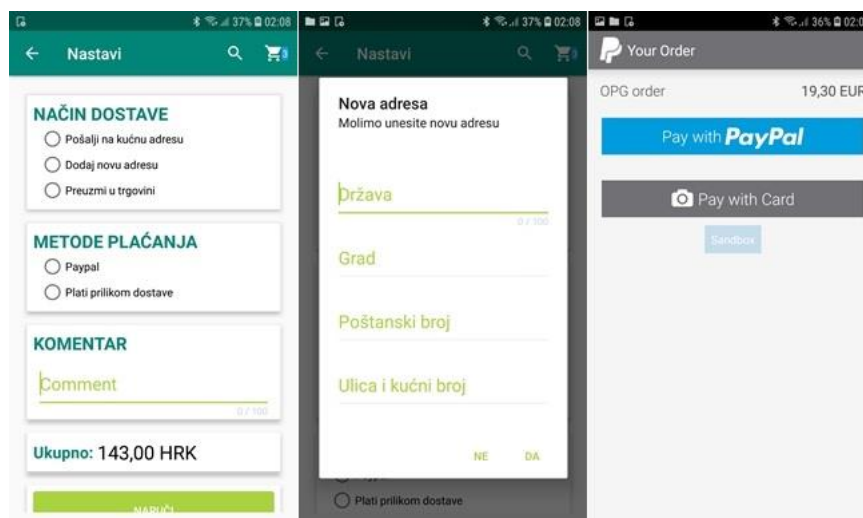 37% 02:08
Nastavi
3
NAČIN DOSTAVE
Pošalji na kućnu adresu
Dodaj novu adresu
Preuzmi u trgovini
METODE PLAĆANJA
Paypal
Plati prilikom dostave
KOMENTAR
Comment
0 / 100
Ukupno: 143,00 HRK
NARUČI
37% 02:08
Nastavi
Nova adresa
Molimo unesite novu adresu
Država
0 / 100
Grad
Poštanski broj
Ulica i kućni broj
NE DA
Plati prilikom dostave
36%
Your Order
OPG order 19,30 EUR
Pay with PayPal
Pay with Card
Sandbox